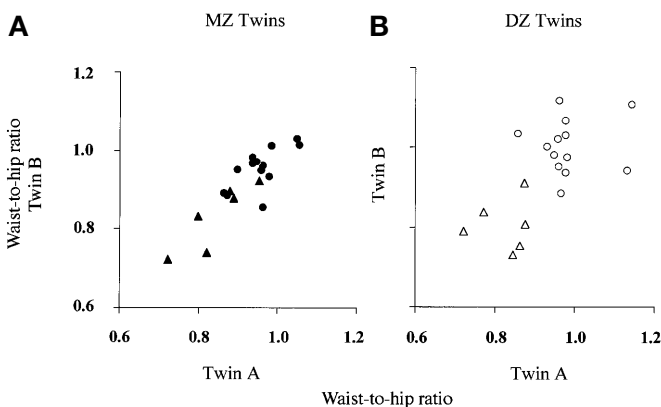 A
MZ Twins
B
DZ Twins
Waist-to-hip ratio
Twin B
1.2
1.0
0.8
0.6
0.6 0.8 1.0 1.2
Twin A
Twin B
0.6 0.8 1.0 1.2
Twin A
Waist-to-hip ratio